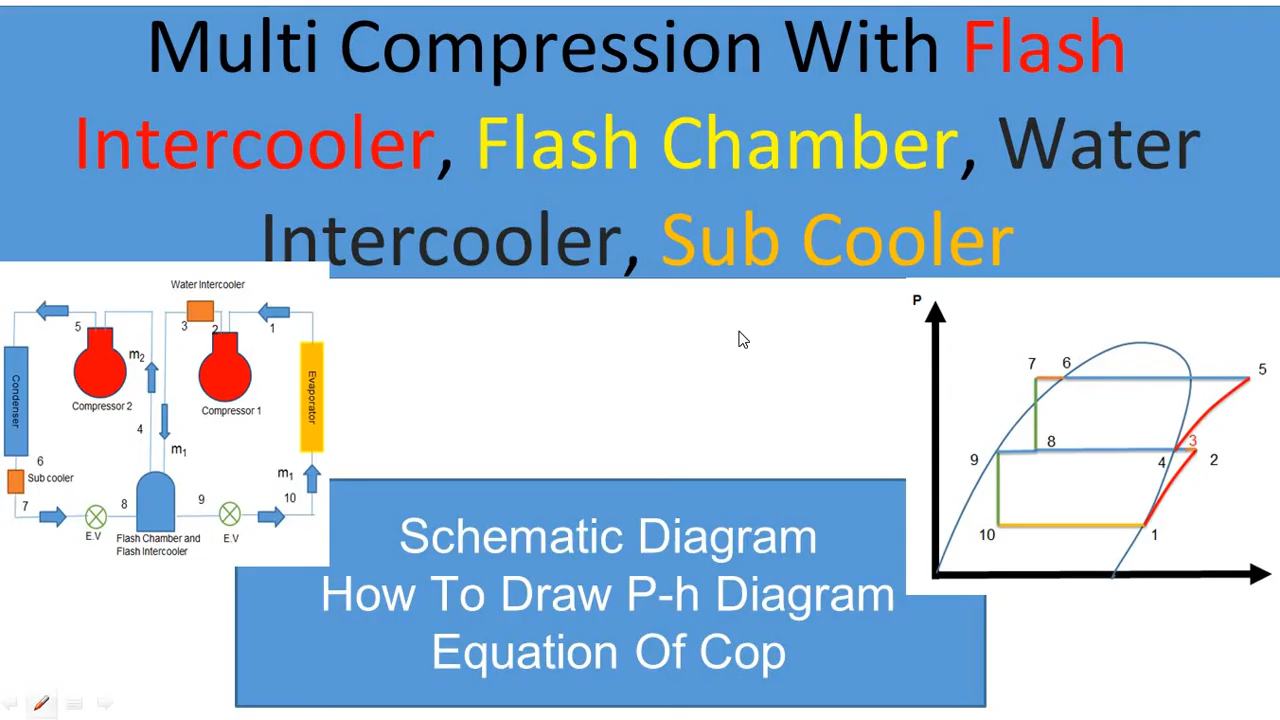 Multi Compression With Flash
Intercooler, Flash Chamber, Water
Intercooler, Sub Cooler
Water Intercooler
5
3
2
1
m2
Condenser
Evaporator
Compressor 2
Compressor 1
4
m1
6
Sub cooler
m1
7
8
9
10
E.V
E.V
Flash Chamber and
Flash Intercooler
Schematic Diagram
How To Draw P-h Diagram
Equation Of Cop
P
7
6
5
9
8
3
4
2
10
1